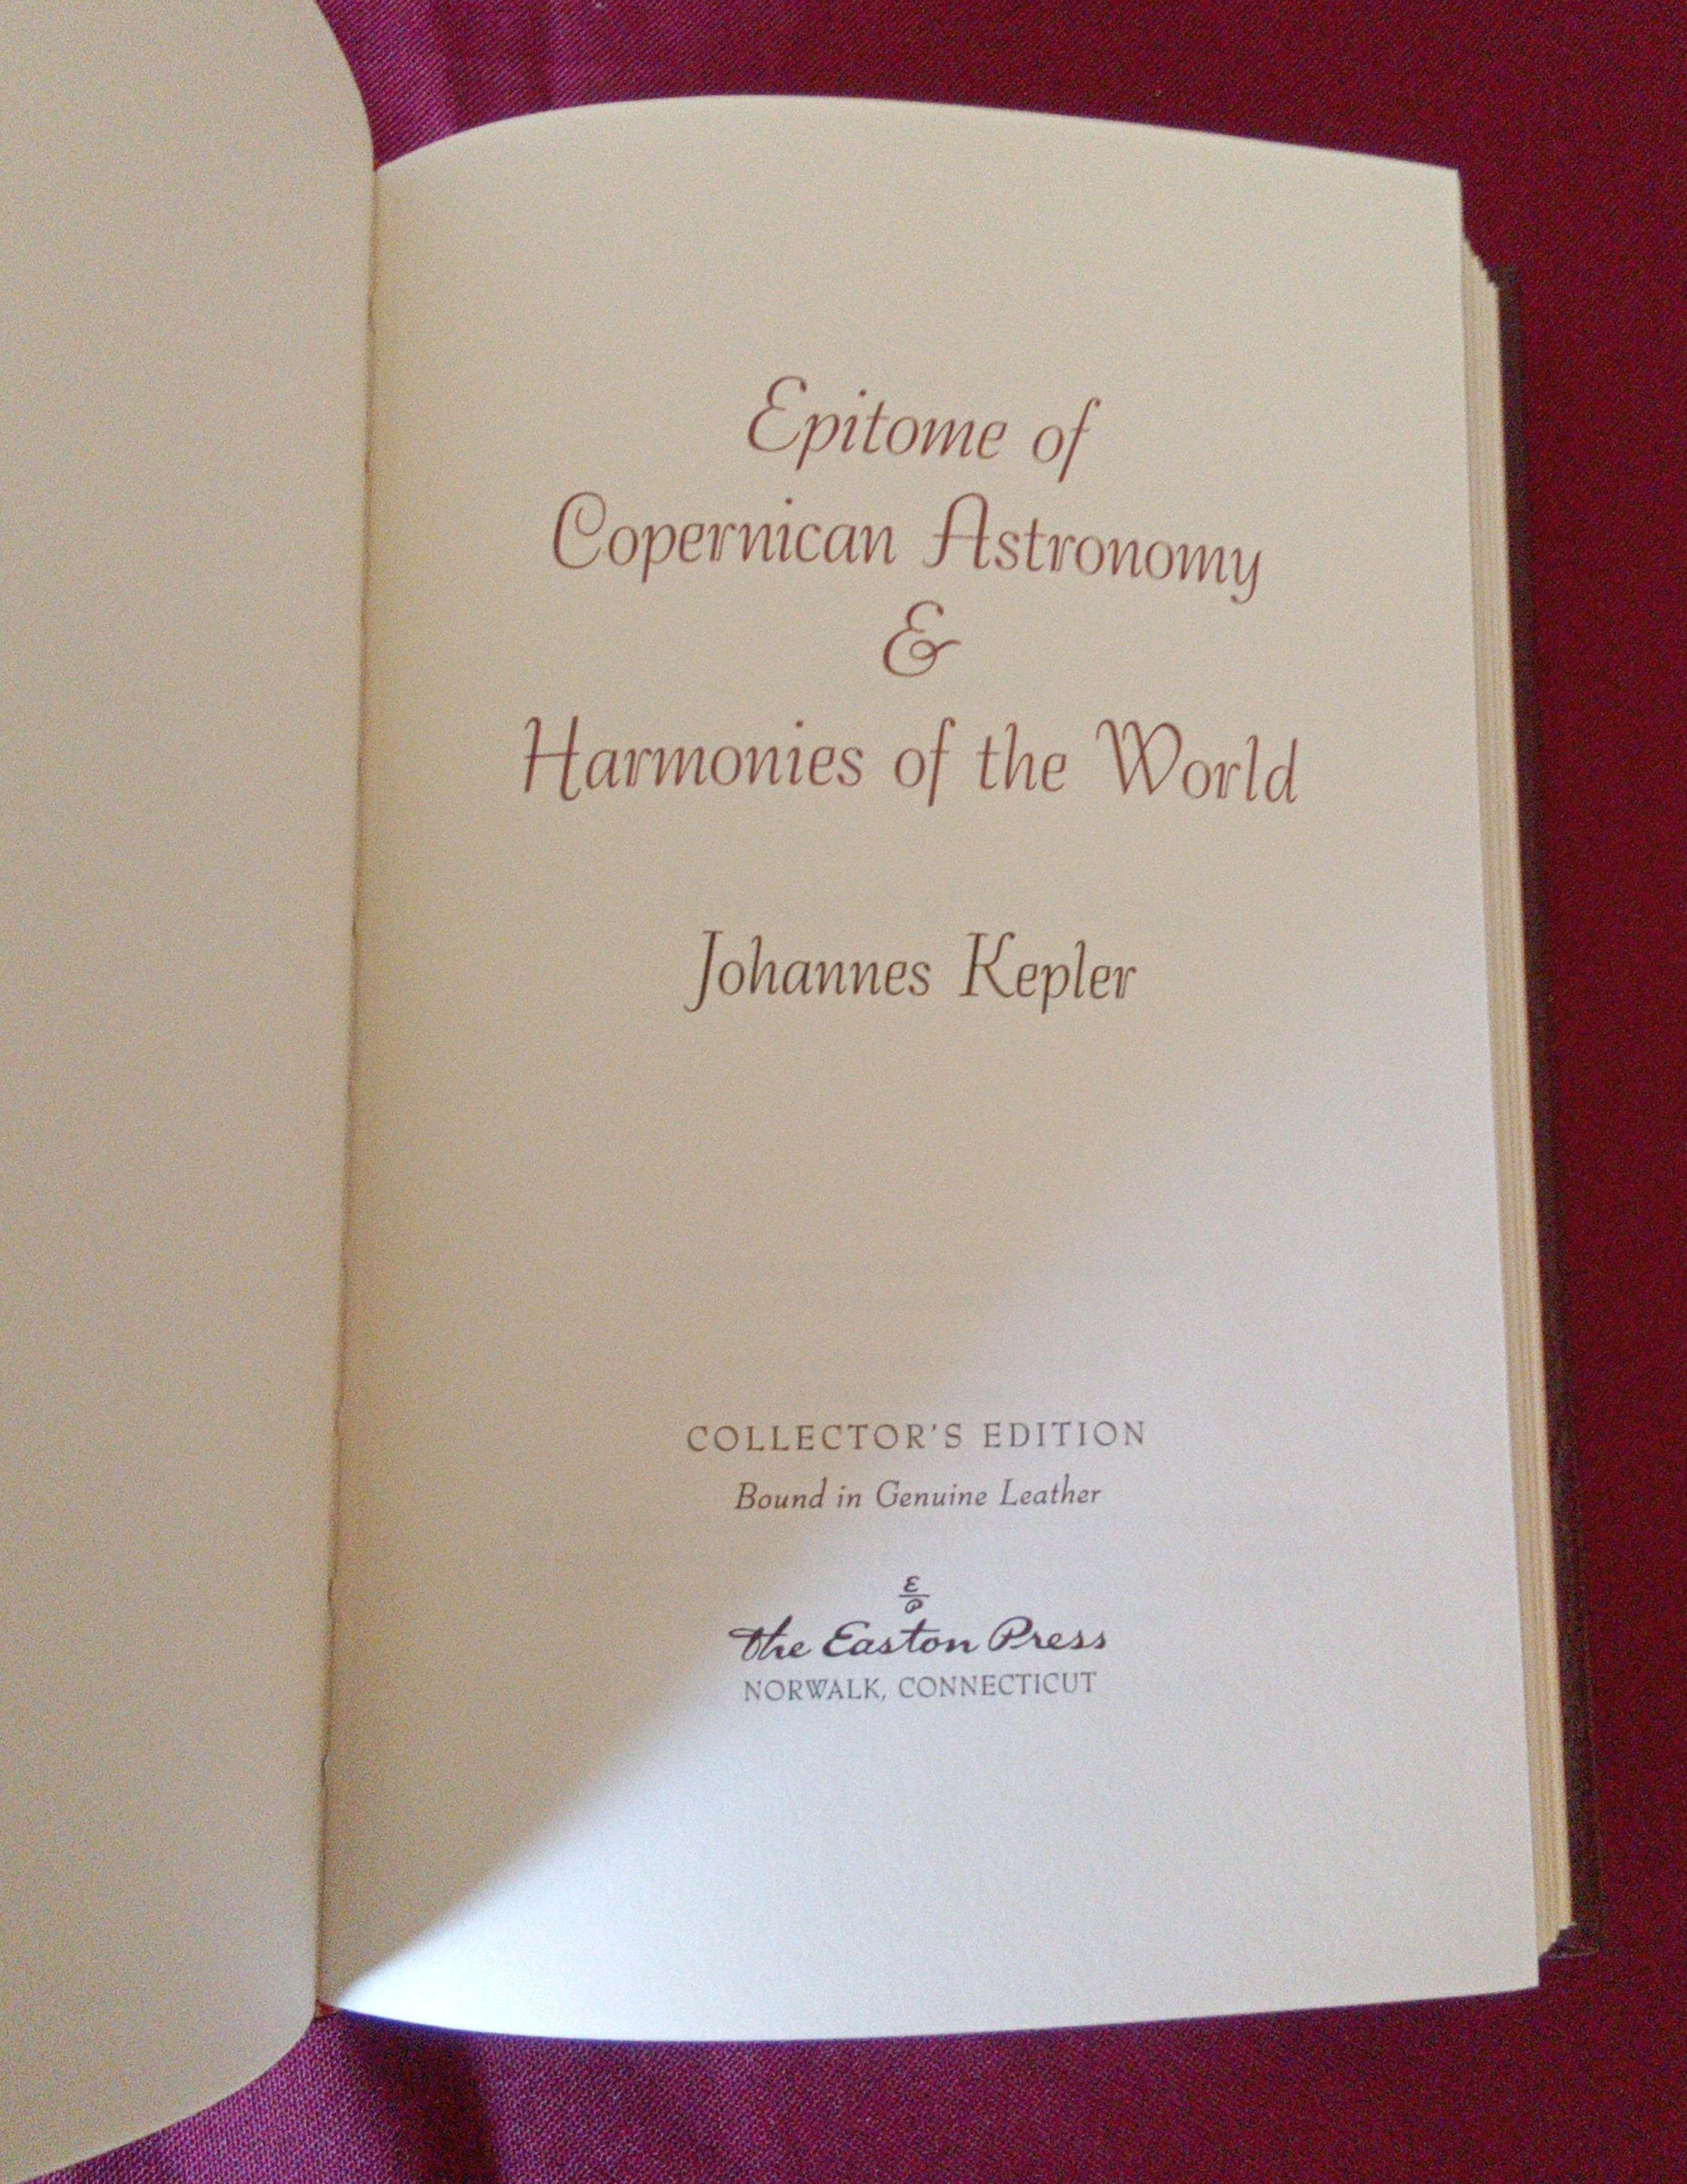 Epitome of
Copernican Astronomy
&
Harmonies of the World
Johannes Kepler
COLLECTOR'S EDITION
Bound in Genuine Leather
E
P
The Easton Press
NORWALK, CONNECTICUT